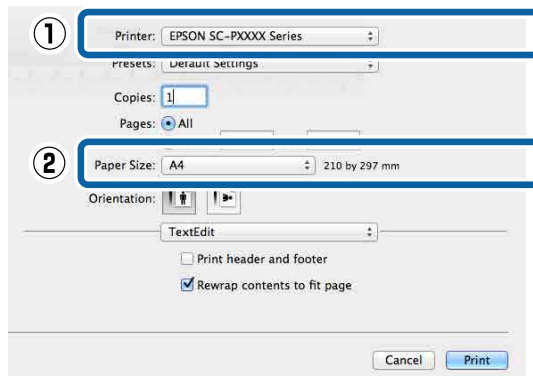 1 Printer: EPSON SC-PXXXX Series
Presets: Default Settings
Copies: 1
Pages: All
2 Paper Size: A4 210 by 297 mm
Orientation:
TextEdit
Print header and footer
Rewrap contents to fit page
Cancel Print